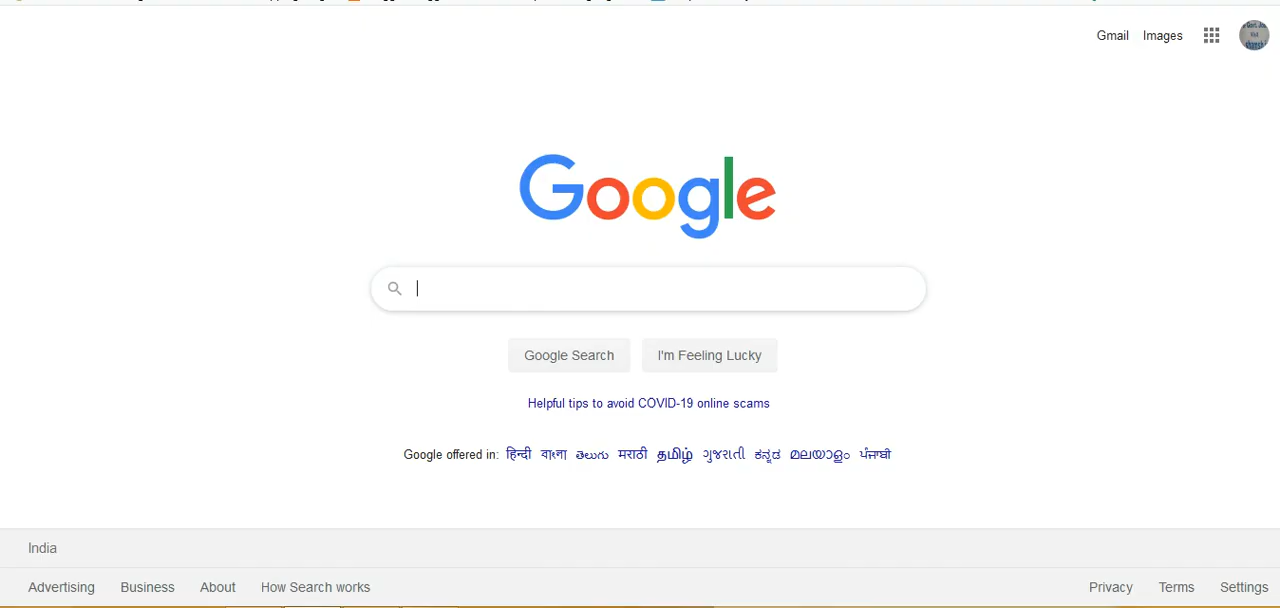 Gmail Images
Google
Google Search I'm Feeling Lucky
Helpful tips to avoid COVID-19 online scams
Google offered in: हिन्दी বাংলা తెలుగు मराठी தமிழ் ગુજરાતી ಕನ್ನಡ മലയാളം ਪੰਜਾਬੀ
India
Advertising Business About How Search works Privacy Terms Settings